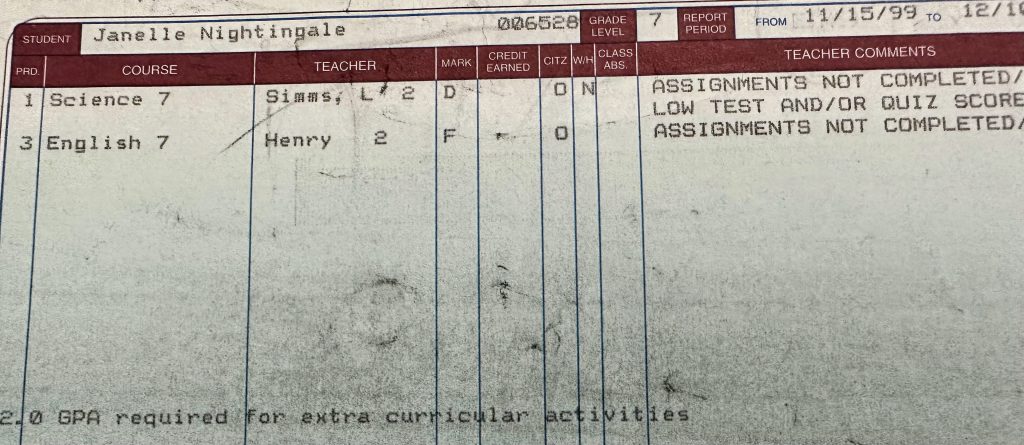 STUDENT Janelle Nightingale 006528 GRADE LEVEL 7 REPORT PERIOD FROM 11/15/99 TO 12/10
PRD. COURSE TEACHER MARK CREDIT EARNED CITZ W/H CLASS ABS. TEACHER COMMENTS
1 Science 7 Simms, L 2 D O N ASSIGNMENTS NOT COMPLETED/
LOW TEST AND/OR QUIZ SCORE
3 English 7 Henry 2 F O ASSIGNMENTS NOT COMPLETED/
2.0 GPA required for extra curricular activities